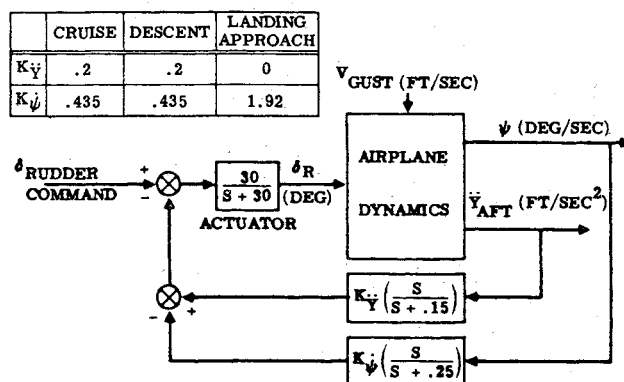 CRUISE DESCENT LANDING APPROACH
KŸ .2 .2 0
Kψ̇ .435 .435 1.92
V GUST (FT/SEC)
ψ (DEG/SEC)
δ RUDDER COMMAND
+
-
30
S + 30
ACTUATOR
δR
(DEG)
AIRPLANE
DYNAMICS
Ÿ AFT (FT/SEC²)
- +
KŸ (S / S + .15)
Kψ̇ (S / S + .25)